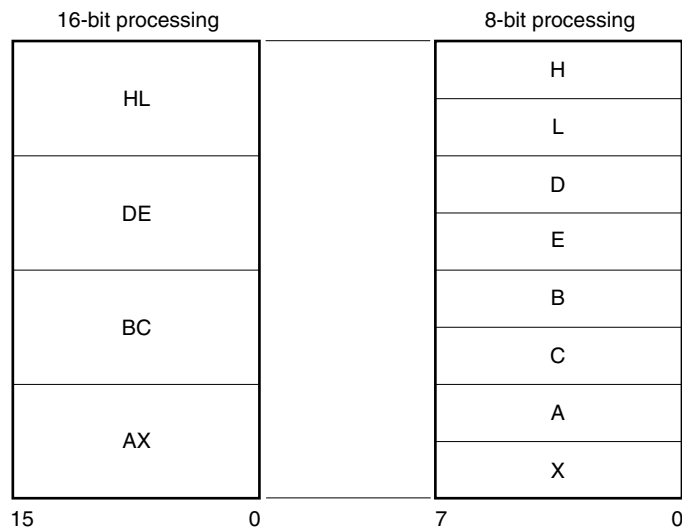 16-bit processing
8-bit processing
HL
DE
BC
AX
15 0
H
L
D
E
B
C
A
X
7 0